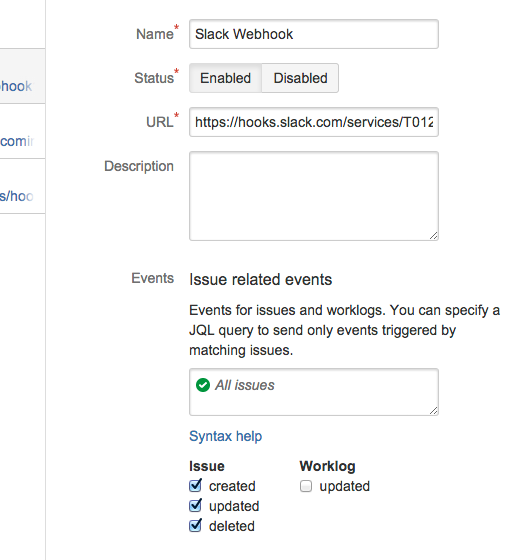 Name*
Slack Webhook
Status*
Enabled Disabled
hook
URL*
https://hooks.slack.com/services/T012
comin
Description
s/hoo
Events
Issue related events
Events for issues and worklogs. You can specify a
JQL query to send only events triggered by
matching issues.
All issues
Syntax help
Issue Worklog
created updated
updated
deleted